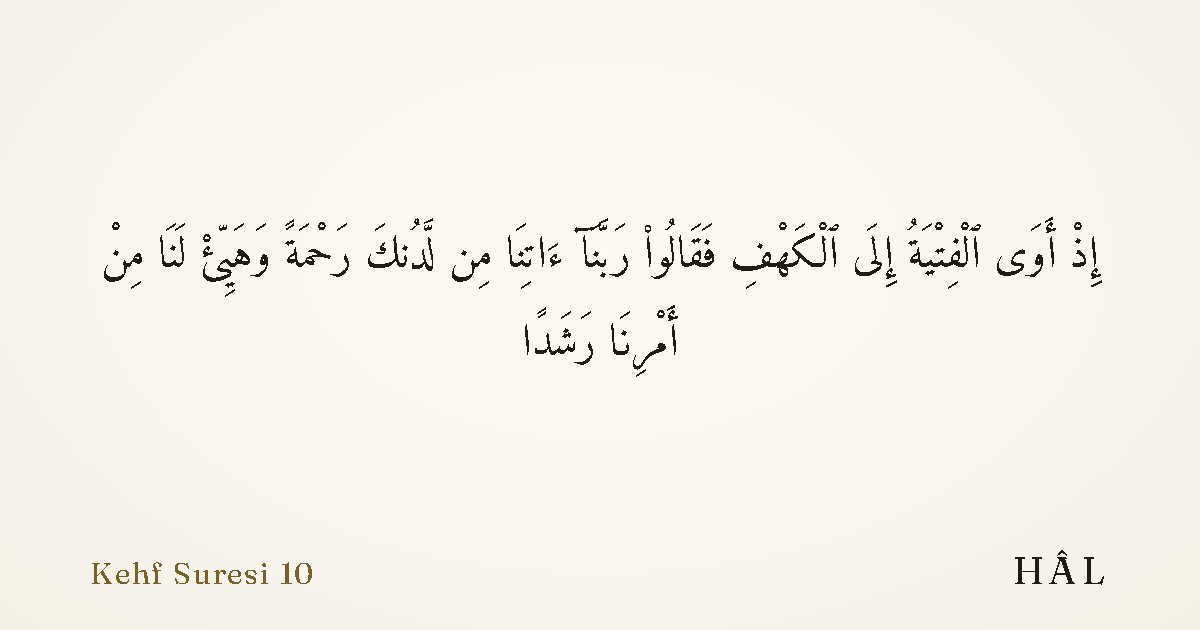 إِذْ أَوَى ٱلْفِتْيَةُ إِلَى ٱلْكَهْفِ فَقَالُوا۟ رَبَّنَآ ءَاتِنَا مِن لَّدُنكَ رَحْمَةً وَهَيِّئْ لَنَا مِنْ
أَمْرِنَا رَشَدًا
Kehf Suresi 10
HÂL